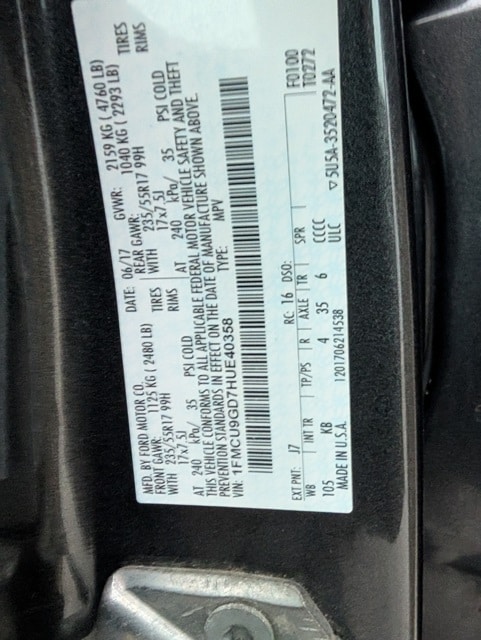 MFD. BY FORD MOTOR CO. DATE: 06/17 GVWR: 2159 KG ( 4760 LB)
FRONT GAWR: 1125 KG ( 2480 LB) REAR GAWR: 1040 KG ( 2293 LB)
WITH 235/55R17 99H TIRES WITH 235/55R17 99H TIRES
17x7.5J RIMS 17x7.5J RIMS
AT 240 kPa/ 35 PSI COLD AT 240 kPa/ 35 PSI COLD
THIS VEHICLE CONFORMS TO ALL APPLICABLE FEDERAL MOTOR VEHICLE SAFETY AND THEFT
PREVENTION STANDARDS IN EFFECT ON THE DATE OF MANUFACTURE SHOWN ABOVE.
VIN: 1FMCU9GD7HUE40358 TYPE: MPV
F0100
T0272
EXT PNT: J7 RC: 16 DSO:
WB INT TR TP/PS R AXLE TR SPR
105 KB 4 35 6 CCCC
ULC
MADE IN U.S.A. 1201706214538 ▽5U5A-3520472-AA